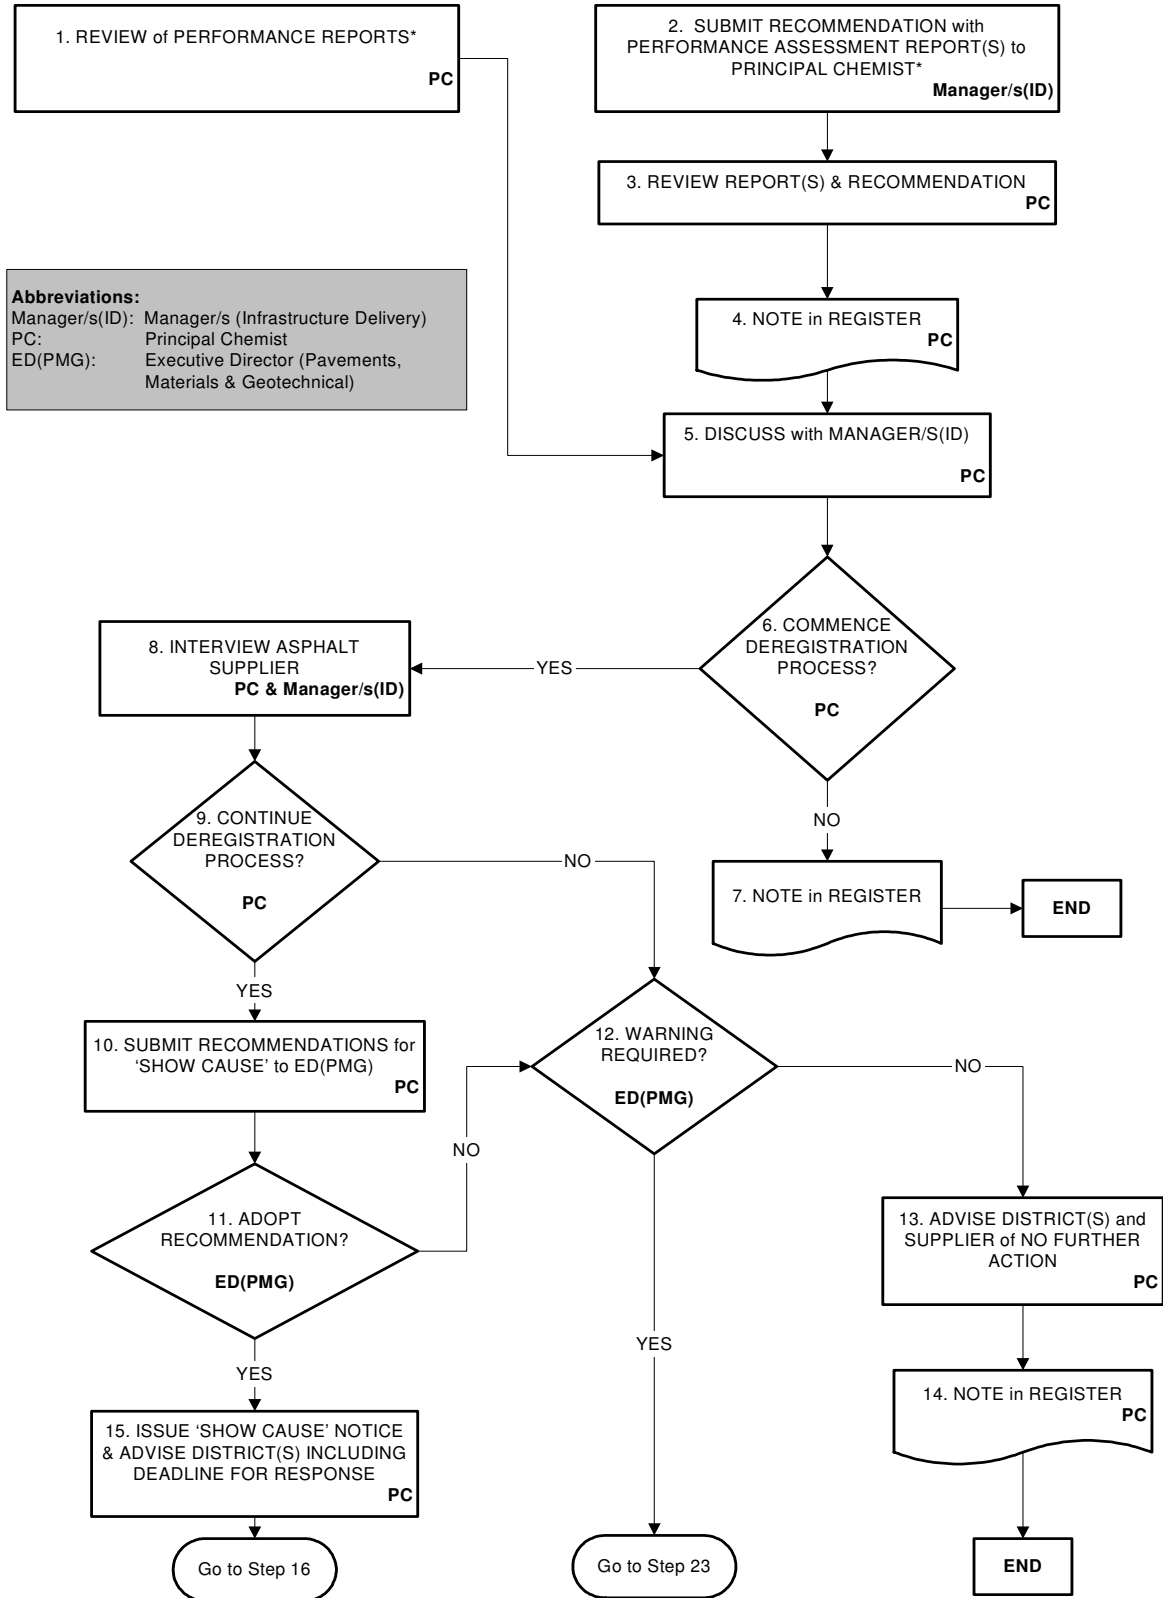 1. REVIEW of PERFORMANCE REPORTS*
PC
2. SUBMIT RECOMMENDATION with
PERFORMANCE ASSESSMENT REPORT(S) to
PRINCIPAL CHEMIST*
Manager/s(ID)
3. REVIEW REPORT(S) & RECOMMENDATION
PC
Abbreviations:
Manager/s(ID): Manager/s (Infrastructure Delivery)
PC: Principal Chemist
ED(PMG): Executive Director (Pavements,
Materials & Geotechnical)
4. NOTE in REGISTER
PC
5. DISCUSS with MANAGER/S(ID)
PC
6. COMMENCE
DEREGISTRATION
PROCESS?
PC
YES
NO
7. NOTE in REGISTER
END
8. INTERVIEW ASPHALT
SUPPLIER
PC & Manager/s(ID)
9. CONTINUE
DEREGISTRATION
PROCESS?
PC
NO
YES
10. SUBMIT RECOMMENDATIONS for
‘SHOW CAUSE’ to ED(PMG)
PC
11. ADOPT
RECOMMENDATION?
ED(PMG)
NO
YES
12. WARNING
REQUIRED?
ED(PMG)
NO
YES
13. ADVISE DISTRICT(S) and
SUPPLIER of NO FURTHER
ACTION
PC
14. NOTE in REGISTER
PC
END
15. ISSUE ‘SHOW CAUSE’ NOTICE
& ADVISE DISTRICT(S) INCLUDING
DEADLINE FOR RESPONSE
PC
Go to Step 16
Go to Step 23